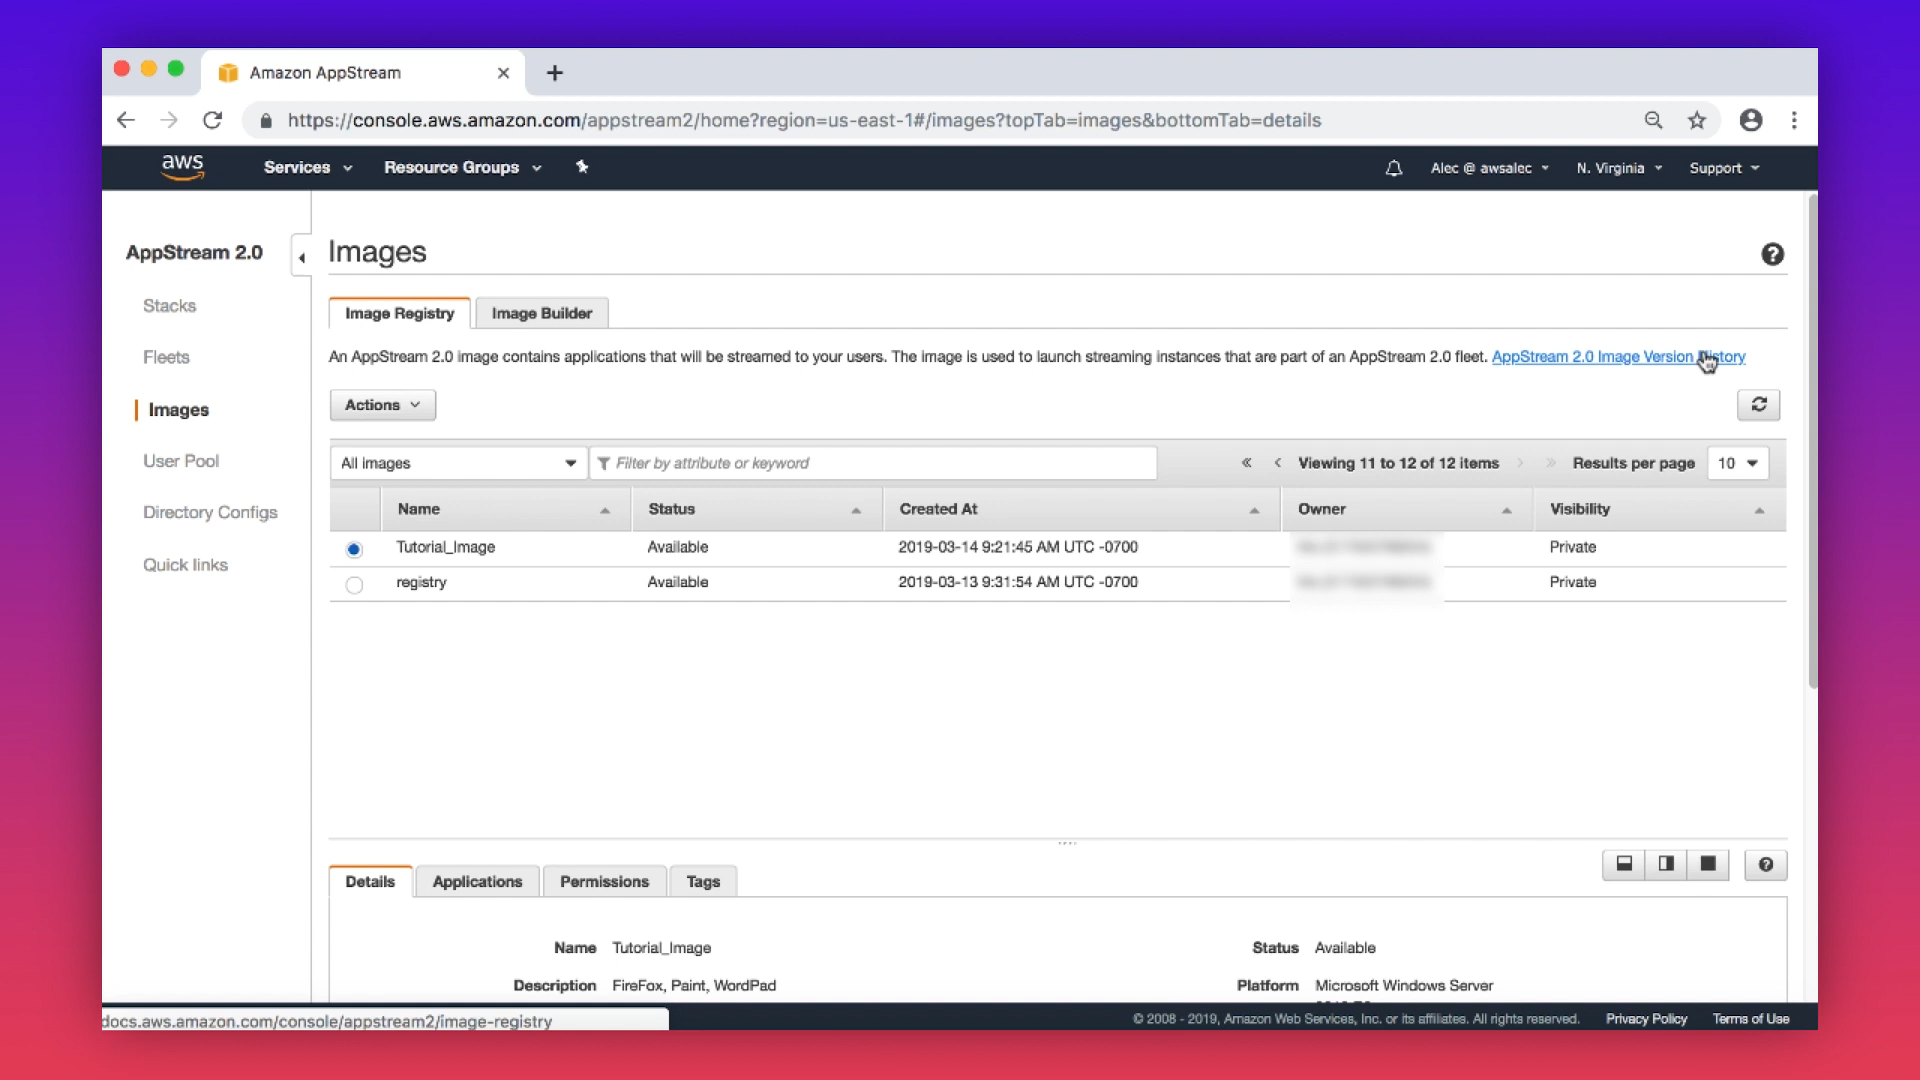 Amazon AppStream
https://console.aws.amazon.com/appstream2/home?region=us-east-1#/images?topTab=images&bottomTab=details
aws Services Resource Groups Alec @ awsalec N. Virginia Support
AppStream 2.0
Stacks
Fleets
Images
User Pool
Directory Configs
Quick links
Images
Image Registry Image Builder
An AppStream 2.0 image contains applications that will be streamed to your users. The image is used to launch streaming instances that are part of an AppStream 2.0 fleet. AppStream 2.0 Image Version History
Actions
All images Filter by attribute or keyword Viewing 11 to 12 of 12 items Results per page 10
Name Status Created At Owner Visibility
Tutorial_Image Available 2019-03-14 9:21:45 AM UTC -0700 Private
registry Available 2019-03-13 9:31:54 AM UTC -0700 Private
Details Applications Permissions Tags
Name Tutorial_Image Status Available
Description FireFox, Paint, WordPad Platform Microsoft Windows Server
docs.aws.amazon.com/console/appstream2/image-registry
© 2008 - 2019, Amazon Web Services, Inc. or its affiliates. All rights reserved. Privacy Policy Terms of Use